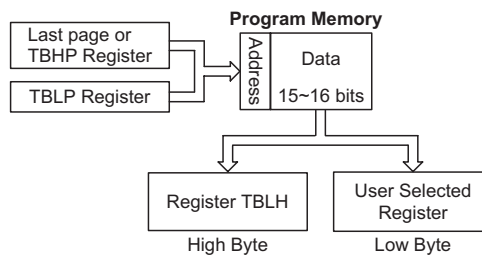 Program Memory
Last page or
TBHP Register
TBLP Register
Address
Data
15~16 bits
Register TBLH
User Selected
Register
High Byte
Low Byte